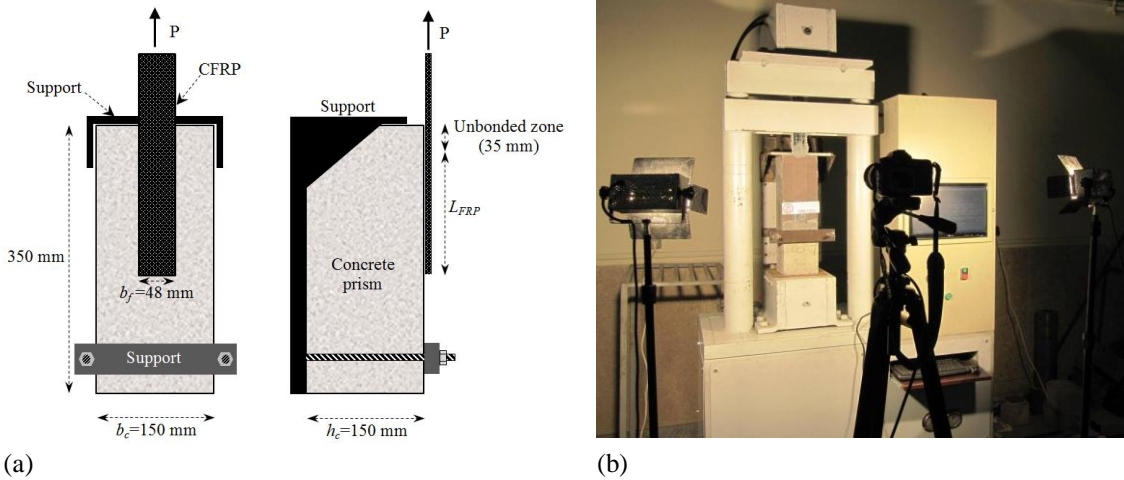 P
P
CFRP
Support
Support
Unbonded zone
(35 mm)
L_FRP
350 mm
Concrete
prism
b_f=48 mm
Support
b_c=150 mm
h_c=150 mm
(a)
(b)